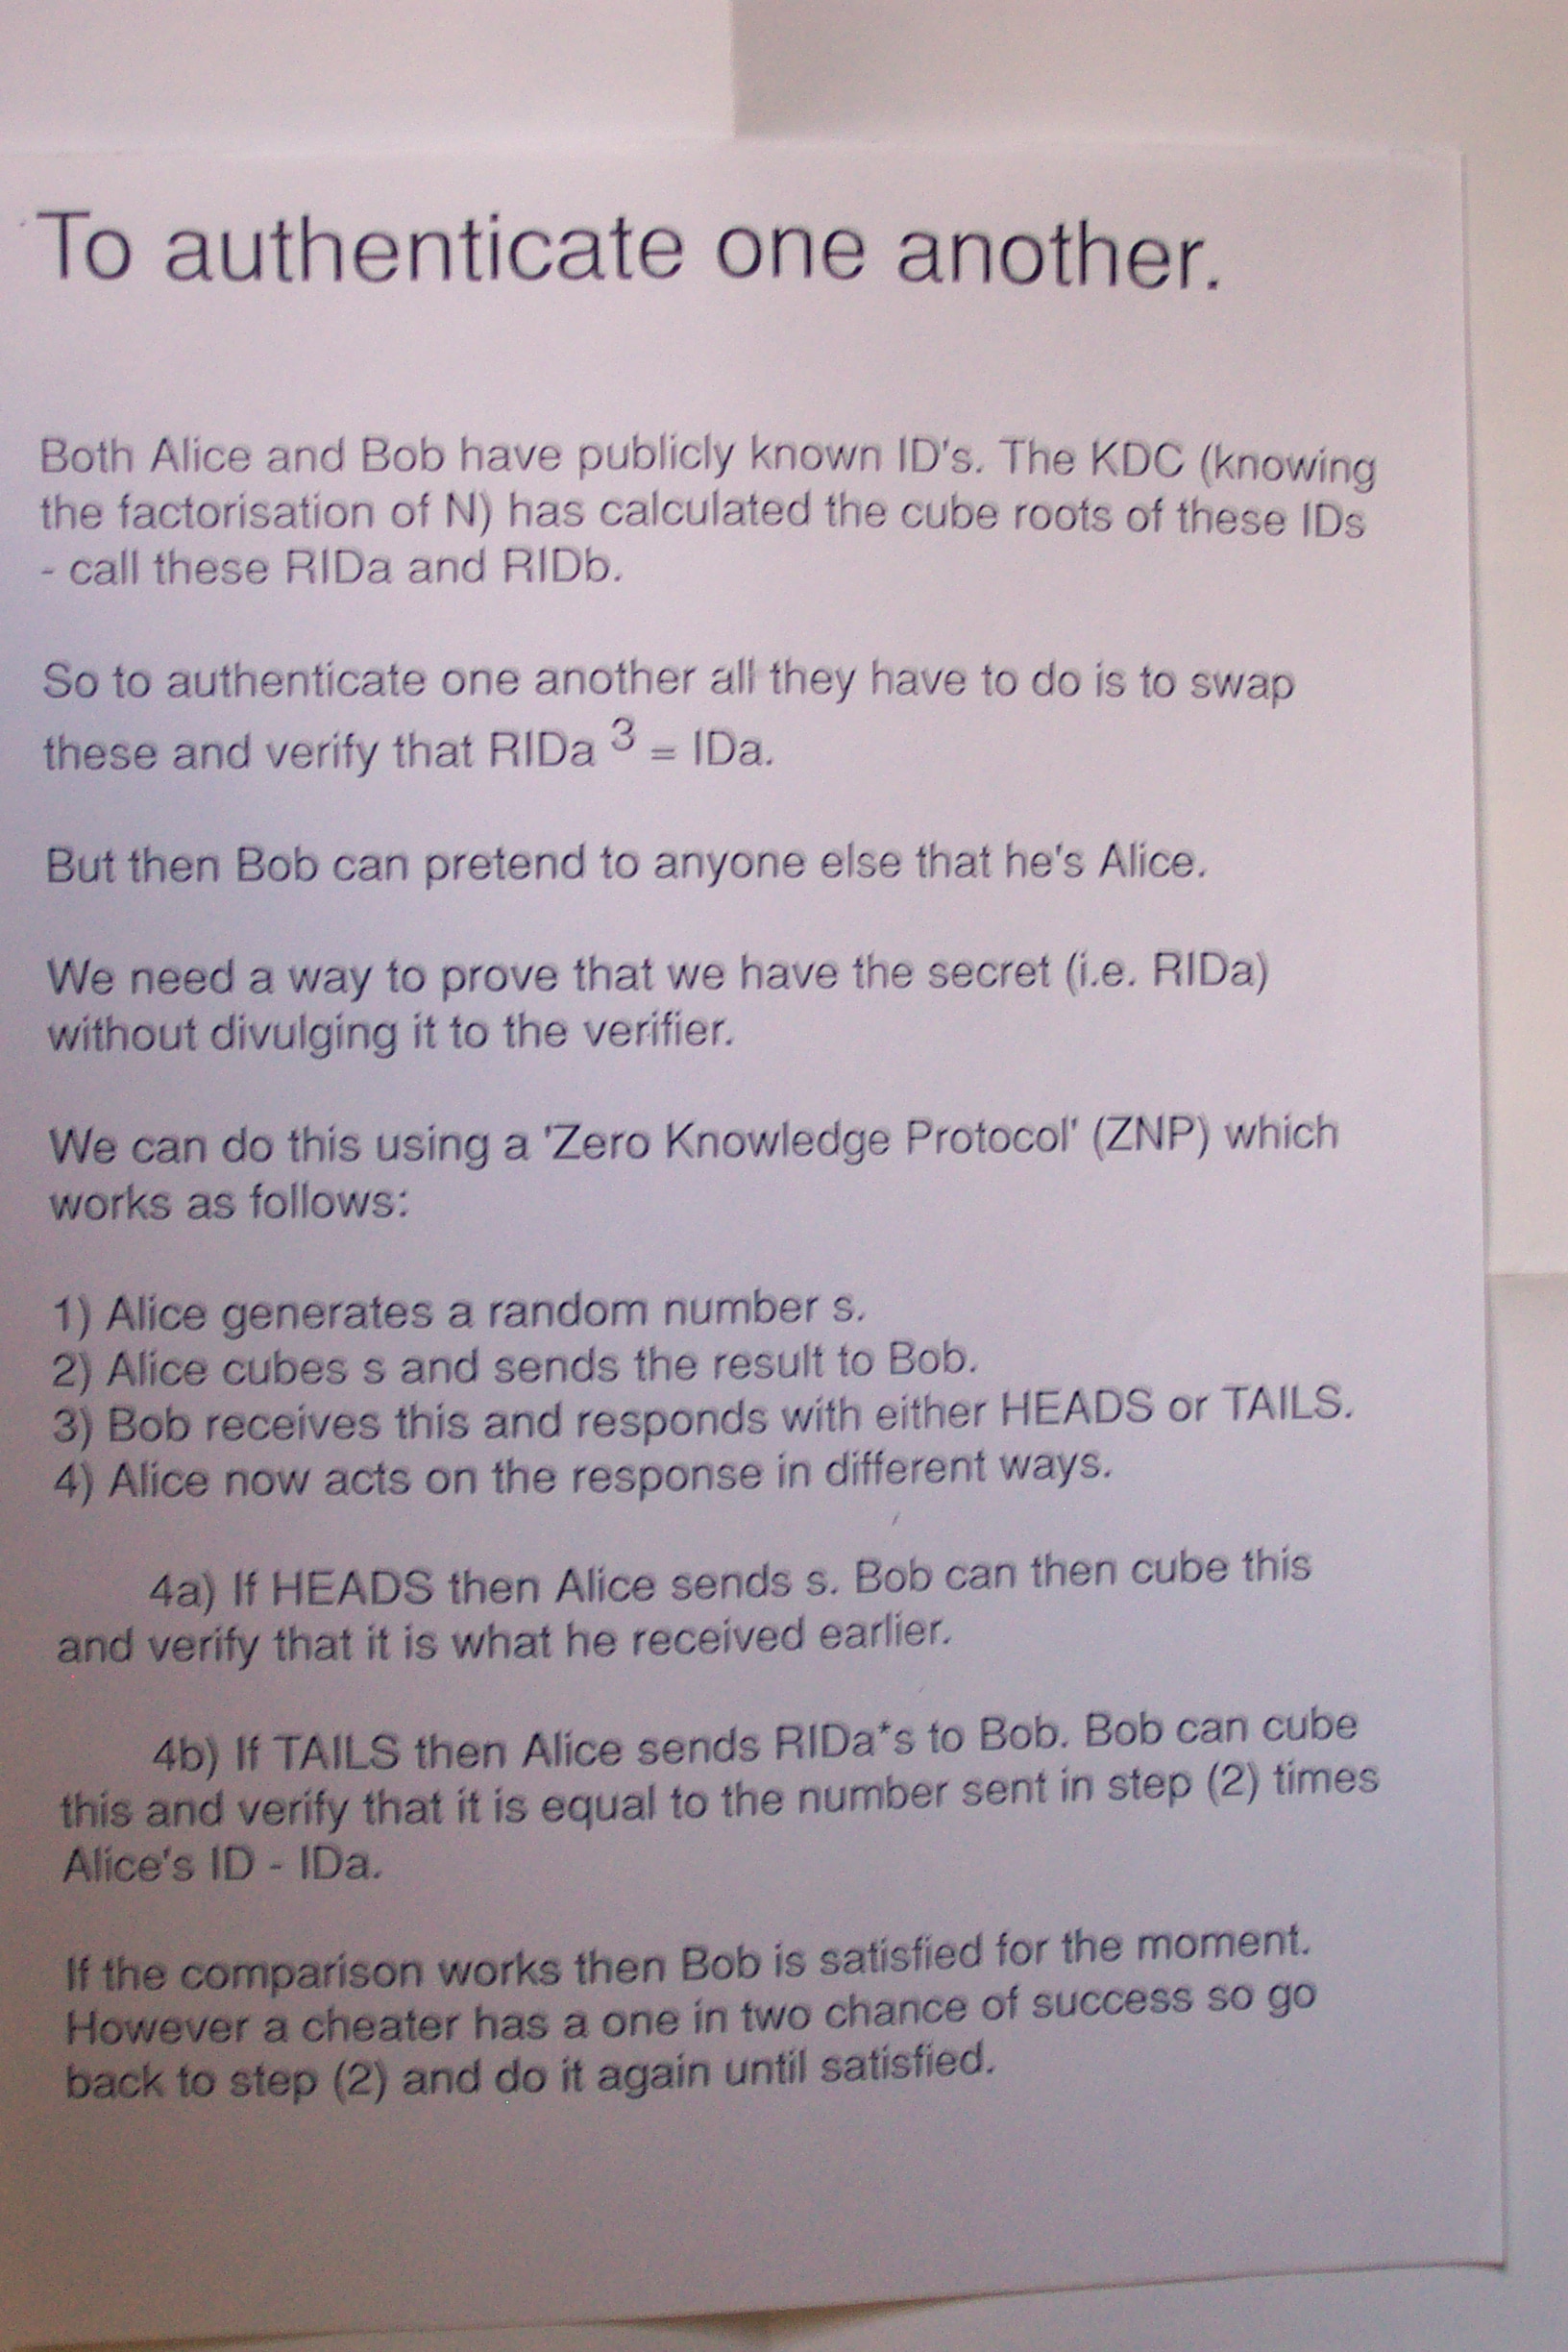 To authenticate one another.
Both Alice and Bob have publicly known ID's. The KDC (knowing
the factorisation of N) has calculated the cube roots of these IDs
- call these RIDa and RIDb.
So to authenticate one another all they have to do is to swap
these and verify that RIDa ³ = IDa.
But then Bob can pretend to anyone else that he's Alice.
We need a way to prove that we have the secret (i.e. RIDa)
without divulging it to the verifier.
We can do this using a 'Zero Knowledge Protocol' (ZNP) which
works as follows:
1) Alice generates a random number s.
2) Alice cubes s and sends the result to Bob.
3) Bob receives this and responds with either HEADS or TAILS.
4) Alice now acts on the response in different ways.
4a) If HEADS then Alice sends s. Bob can then cube this
and verify that it is what he received earlier.
4b) If TAILS then Alice sends RIDa*s to Bob. Bob can cube
this and verify that it is equal to the number sent in step (2) times
Alice's ID - IDa.
If the comparison works then Bob is satisfied for the moment.
However a cheater has a one in two chance of success so go
back to step (2) and do it again until satisfied.